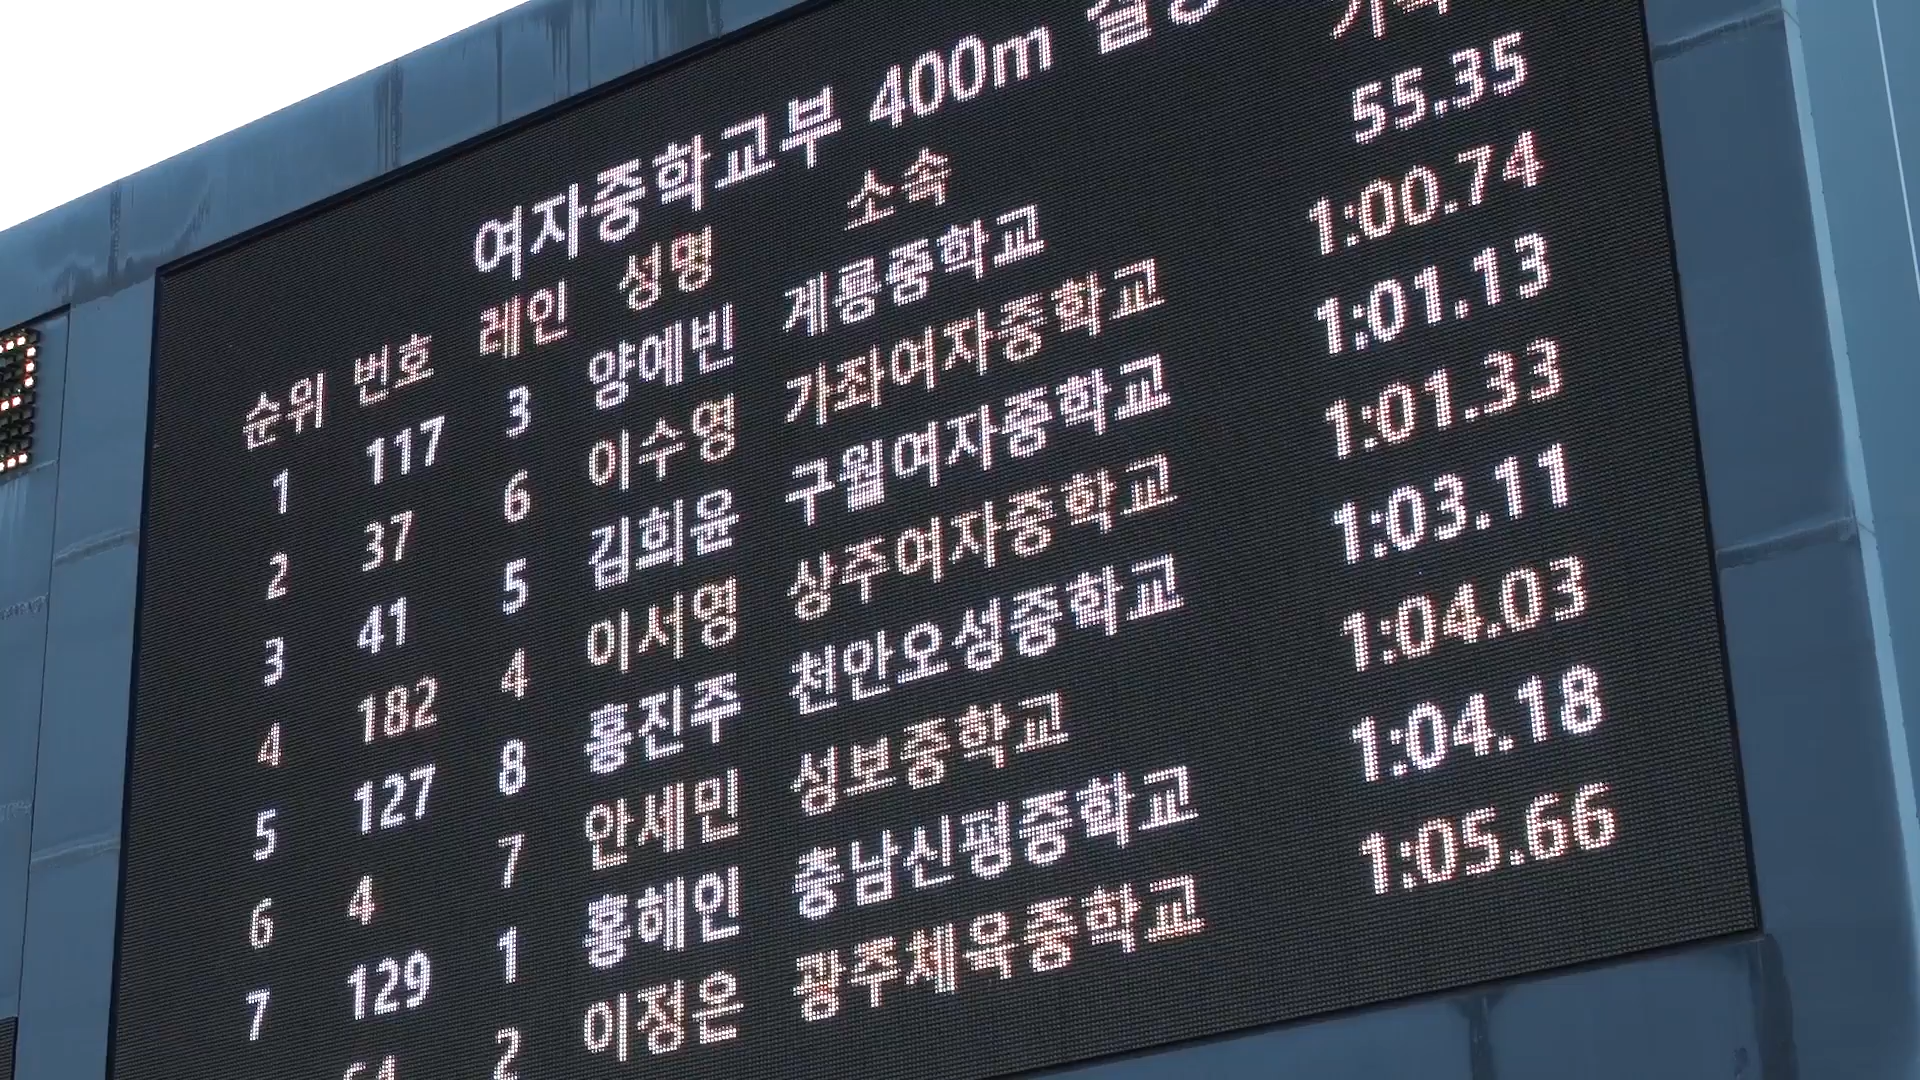 여자중학교부 400m 결승
순위 번호 레인 성명 소속 기록
1 117 3 양예빈 계룡중학교 55.35
2 37 6 이수영 가좌여자중학교 1:00.74
3 41 5 김희윤 구월여자중학교 1:01.13
4 182 4 이서영 상주여자중학교 1:01.33
5 127 8 홍진주 천안오성중학교 1:03.11
6 4 7 안세민 성보중학교 1:04.03
7 129 1 홍해인 충남신평중학교 1:04.18
2 이정은 광주체육중학교 1:05.66